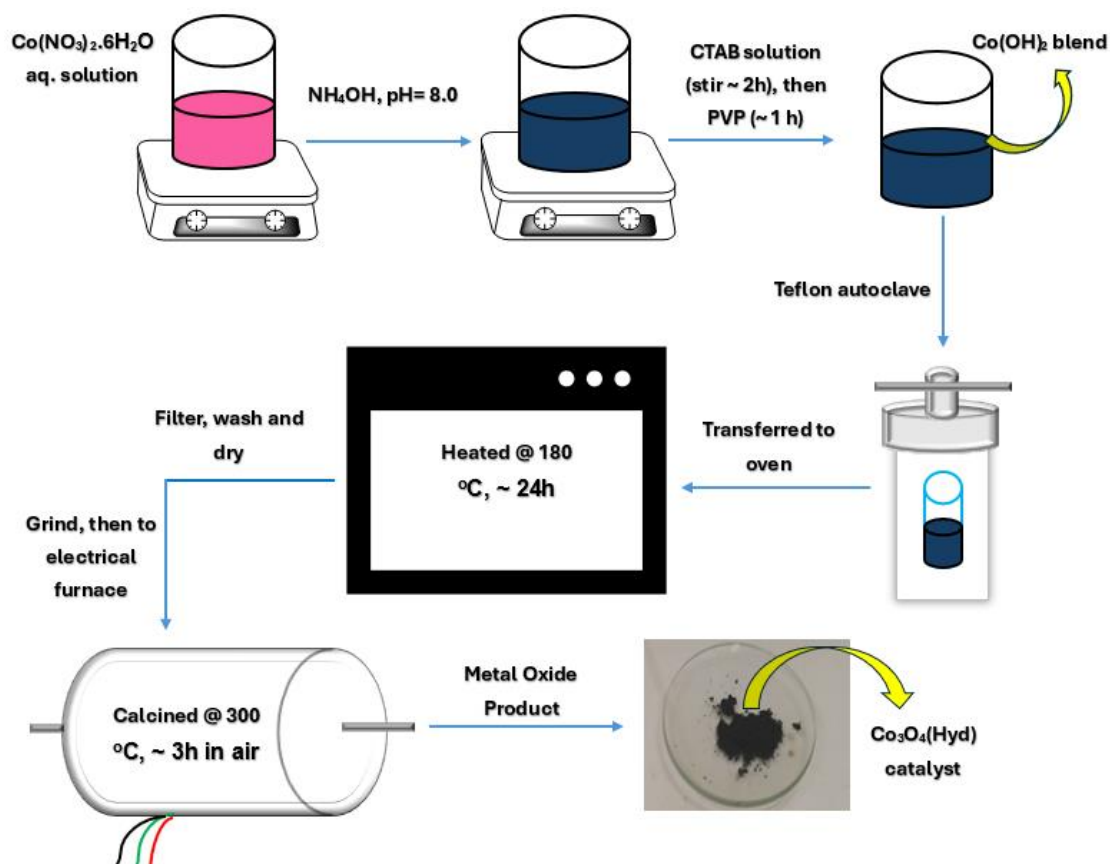 Co(NO₃)₂.6H₂O
aq. solution
NH₄OH, pH= 8.0
CTAB solution
(stir ~ 2h), then
PVP (~ 1 h)
Co(OH)₂ blend
Teflon autoclave
Transferred to
oven
Heated @ 180
ᵒC, ~ 24h
Filter, wash and
dry
Grind, then to
electrical
furnace
Calcined @ 300
ᵒC, ~ 3h in air
Metal Oxide
Product
Co₃O₄(Hyd)
catalyst